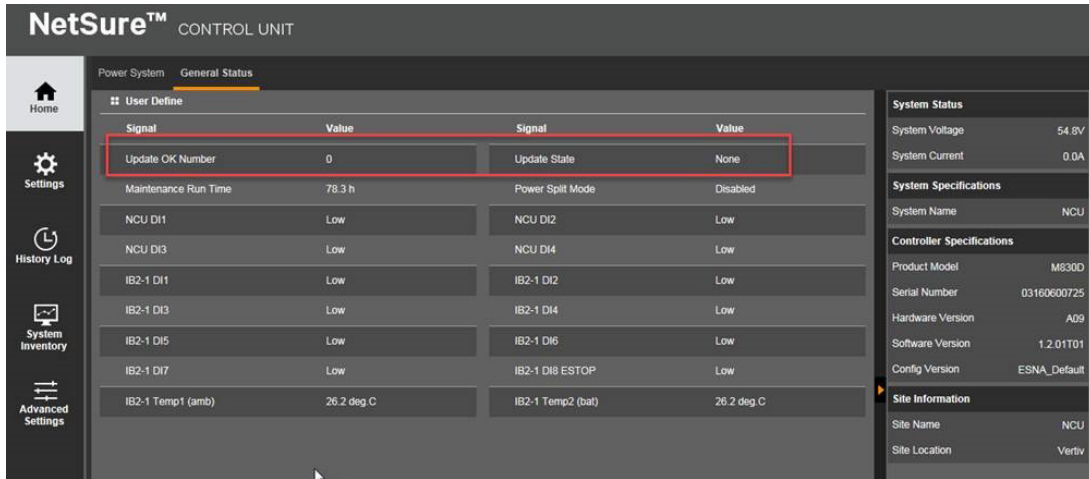 NetSure™ CONTROL UNIT
Power System General Status
Home
Settings
History Log
System Inventory
Advanced Settings
User Define
Signal Value Signal Value
Update OK Number 0 Update State None
Maintenance Run Time 78.3 h Power Split Mode Disabled
NCU DI1 Low NCU DI2 Low
NCU DI3 Low NCU DI4 Low
IB2-1 DI1 Low IB2-1 DI2 Low
IB2-1 DI3 Low IB2-1 DI4 Low
IB2-1 DI5 Low IB2-1 DI6 Low
IB2-1 DI7 Low IB2-1 DI8 ESTOP Low
IB2-1 Temp1 (amb) 26.2 deg.C IB2-1 Temp2 (bat) 26.2 deg.C
System Status
System Voltage 54.8V
System Current 0.0A
System Specifications
System Name NCU
Controller Specifications
Product Model M830D
Serial Number 03160600725
Hardware Version A09
Software Version 1.2.01T01
Config Version ESNA_Default
Site Information
Site Name NCU
Site Location Vertiv